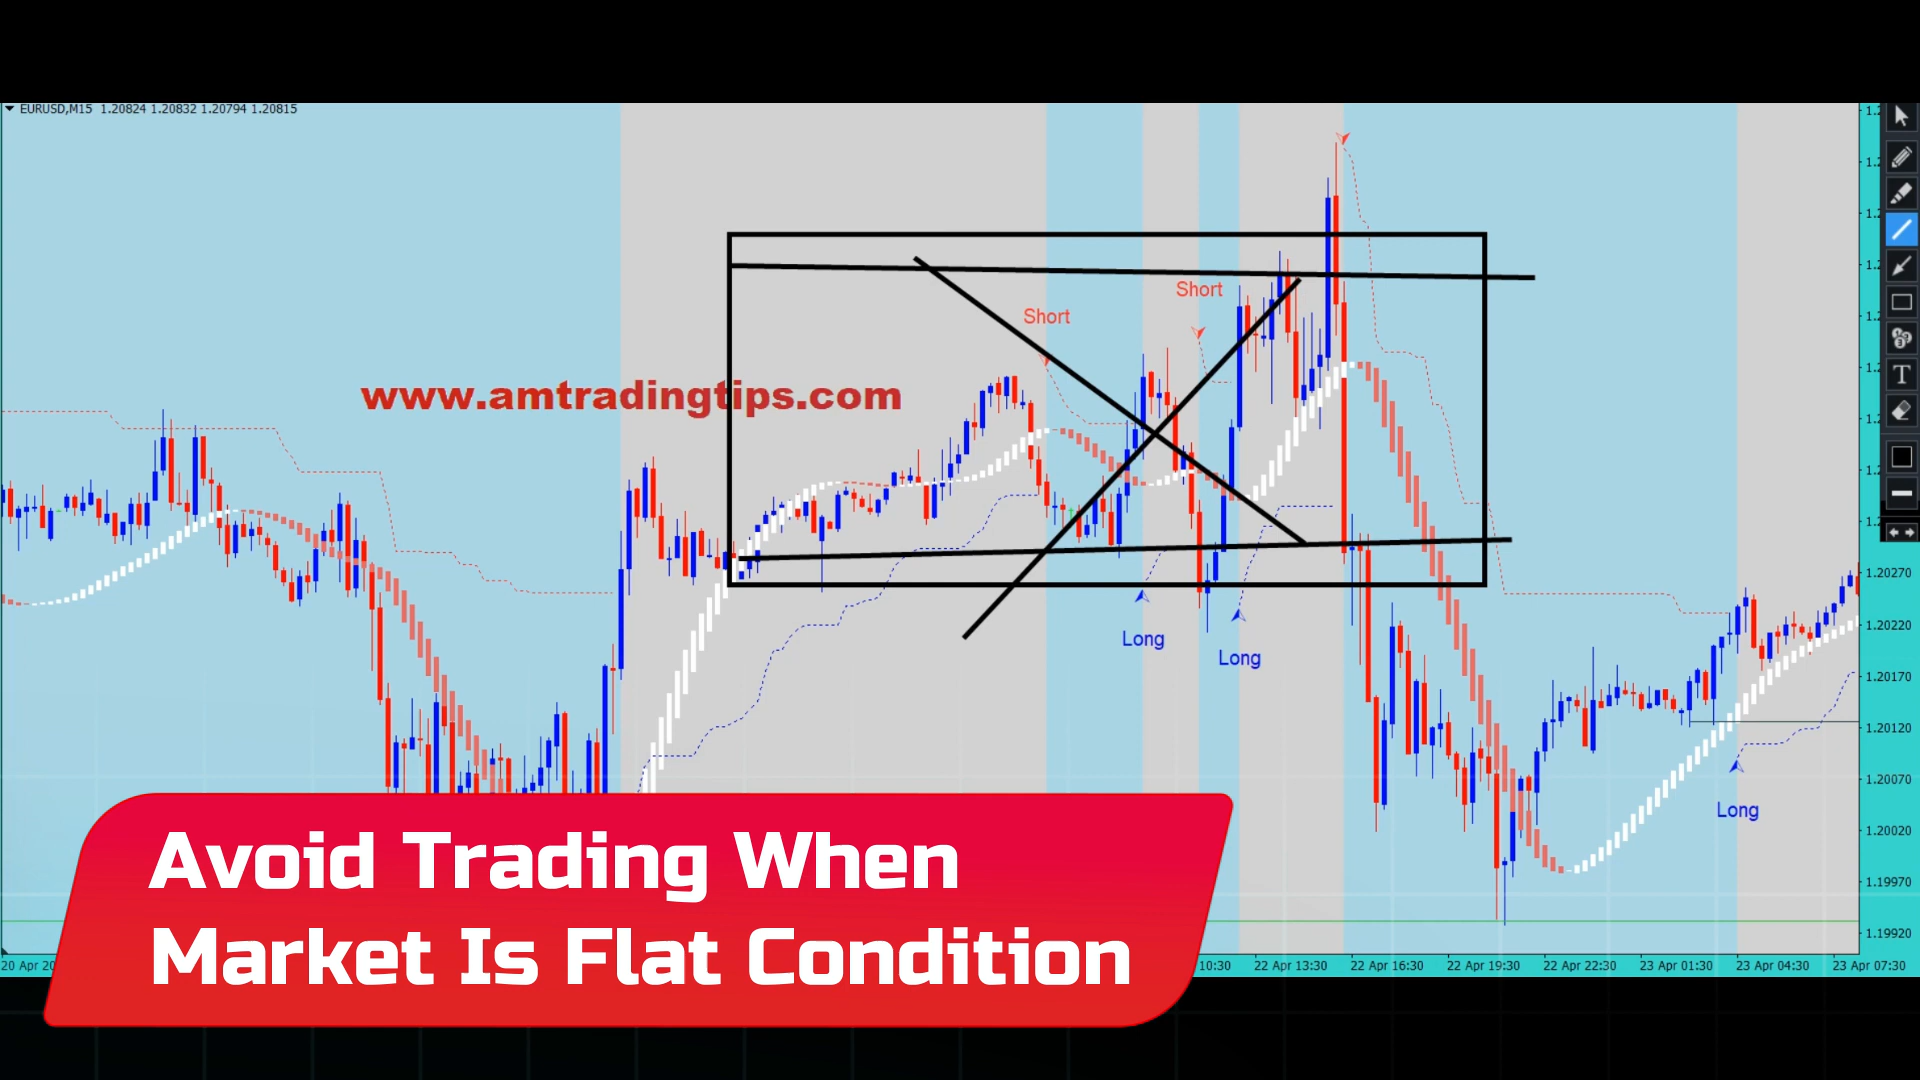 EURUSD,M15 1.20824 1.20832 1.20794 1.20815
Short
Short
www.amtradingtips.com
T
Long
Long
Long
1.20270
1.20220
1.20170
1.20120
1.20070
1.20020
1.19970
1.19920
Avoid Trading When
Market Is Flat Condition
20 Apr 20
10:30 22 Apr 13:30 22 Apr 16:30 22 Apr 19:30 22 Apr 22:30 23 Apr 01:30 23 Apr 04:30 23 Apr 07:30